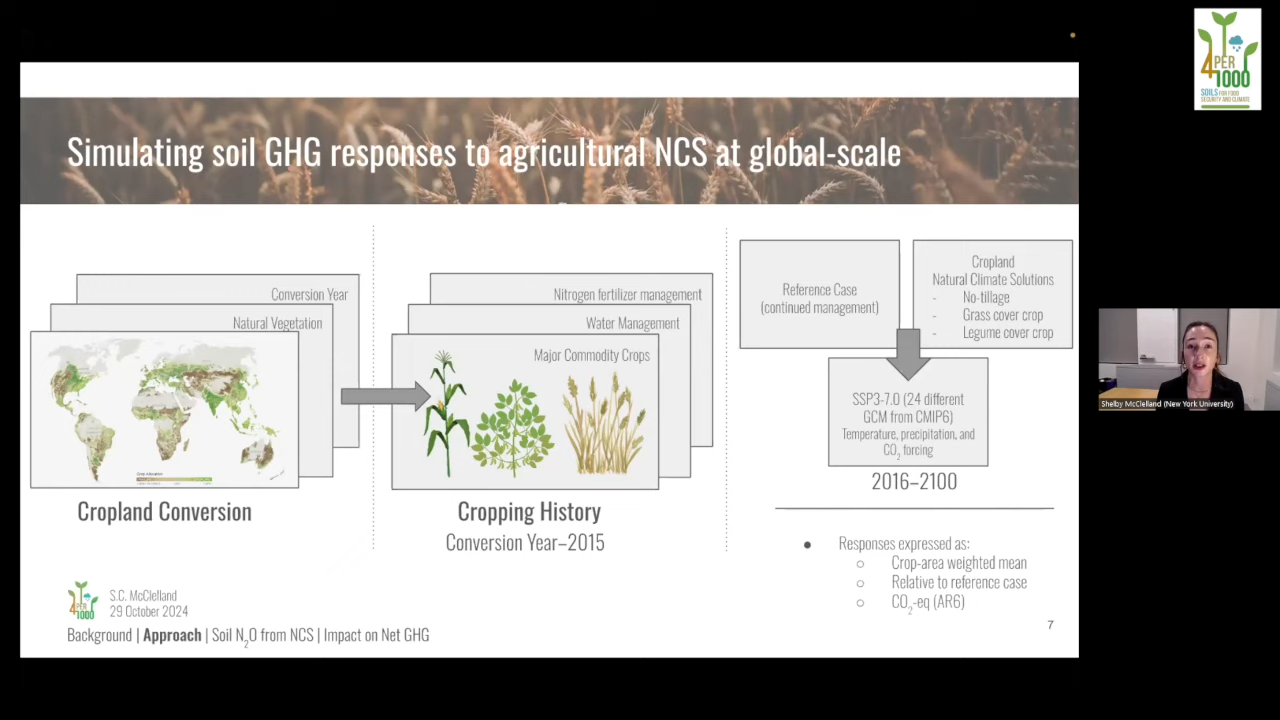 4 PER
1000
SOILS FOR FOOD
SECURITY AND CLIMATE
Simulating soil GHG responses to agricultural NCS at global-scale
Conversion Year
Natural Vegetation
Cropland Conversion
Nitrogen fertilizer management
Water Management
Major Commodity Crops
Cropping History
Conversion Year–2015
Reference Case
(continued management)
Cropland
Natural Climate Solutions
- No-tillage
- Grass cover crop
- Legume cover crop
SSP3-7.0 (24 different
GCM from CMIP6)
Temperature, precipitation, and
CO₂ forcing
2016–2100
● Responses expressed as:
○ Crop-area weighted mean
○ Relative to reference case
○ CO₂-eq (AR6)
4 PER
1000
S.C. McClelland
29 October 2024
Background | Approach | Soil N₂O from NCS | Impact on Net GHG
7
Shelby McClelland (New York University)